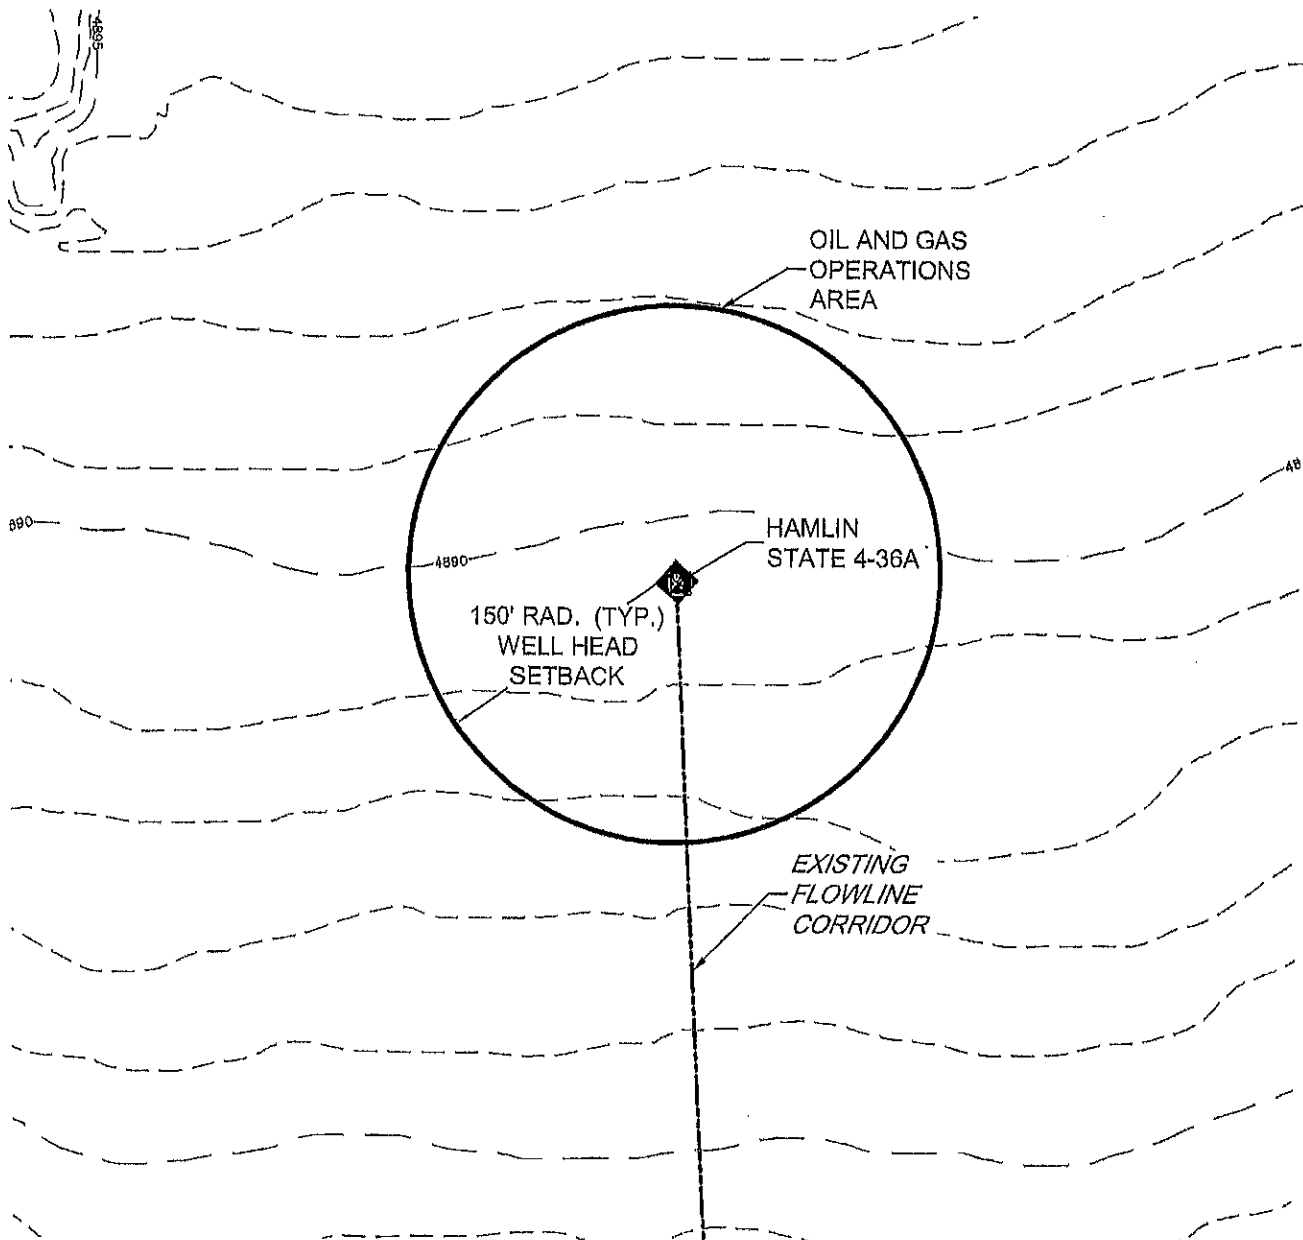 4895
OIL AND GAS
OPERATIONS
AREA
48
890
4890
HAMLIN
STATE 4-36A
150' RAD. (TYP.)
WELL HEAD
SETBACK
EXISTING
FLOWLINE
CORRIDOR